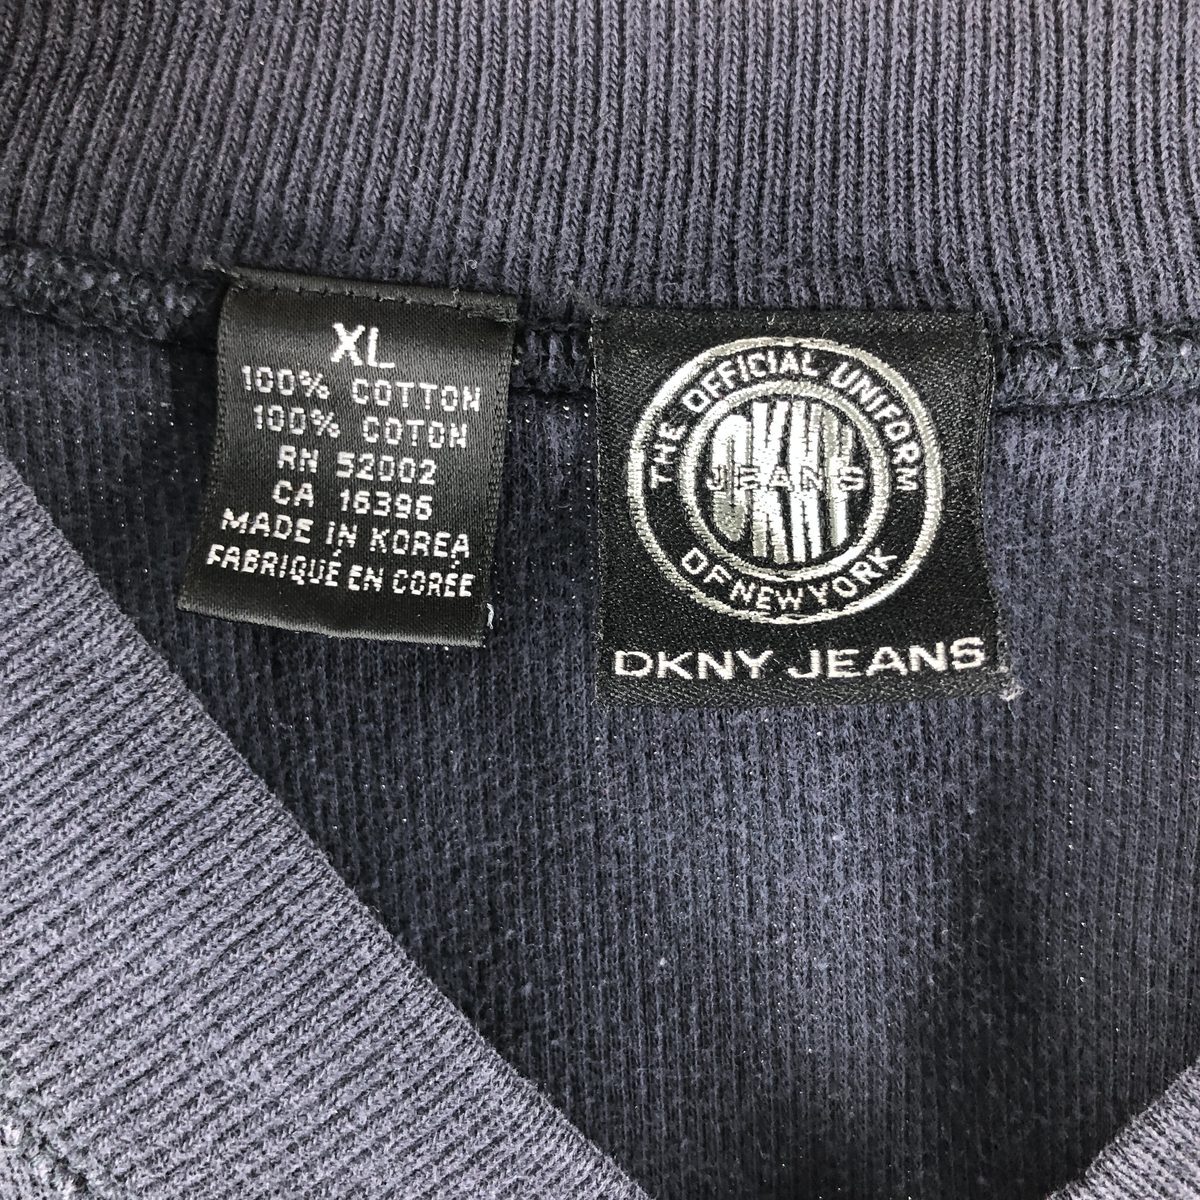 XL
100% COTTON
100% COTON
RN 52002
CA 16396
MADE IN KOREA
FABRIQUÉ EN CORÉE
THE OFFICIAL UNIFORM
DKNY
JEANS
OF NEW YORK
DKNY JEANS